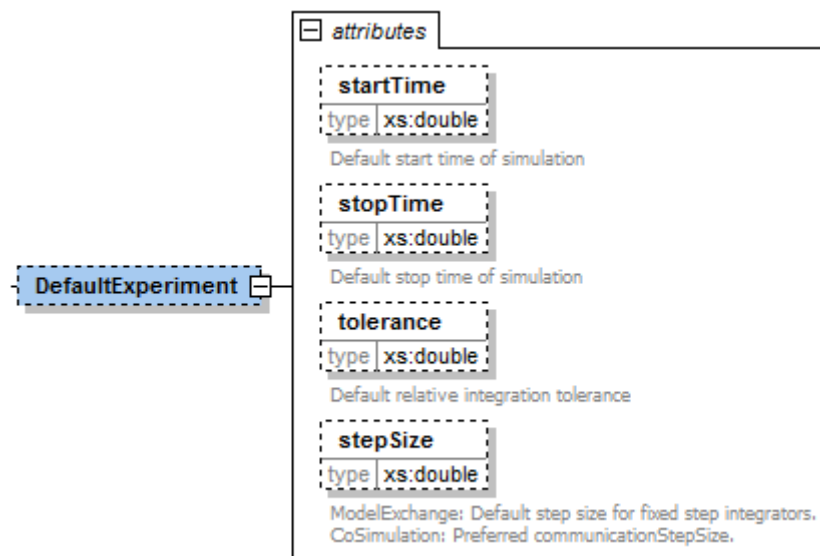 attributes
startTime
type xs:double
Default start time of simulation
stopTime
type xs:double
Default stop time of simulation
DefaultExperiment
tolerance
type xs:double
Default relative integration tolerance
stepSize
type xs:double
ModelExchange: Default step size for fixed step integrators.
CoSimulation: Preferred communicationStepSize.